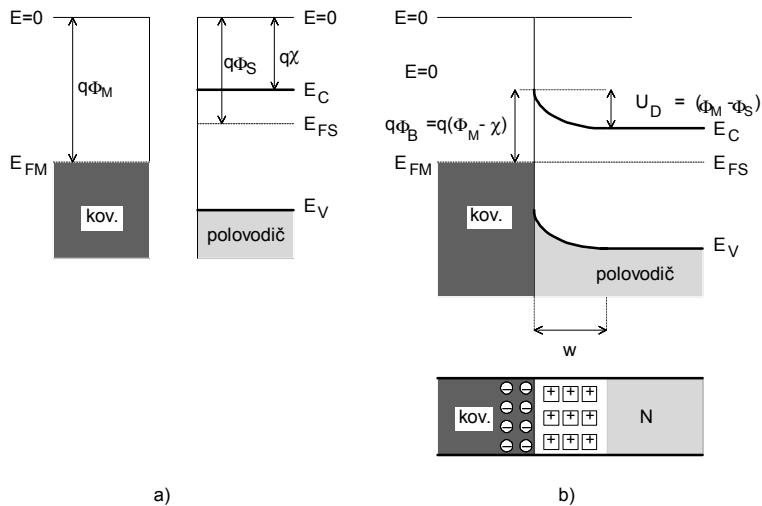 E=0
E=0
qΦM
qΦS
qχ
EC
EFS
EFM
kov.
EV
polovodič
a)
E=0
E=0
qΦB =q(ΦM- χ)
UD = (ΦM-ΦS)
EC
EFM
EFS
kov.
EV
polovodič
w
− −
+ + +
− −
kov.
+ + +
N
− −
+ + +
− −
b)